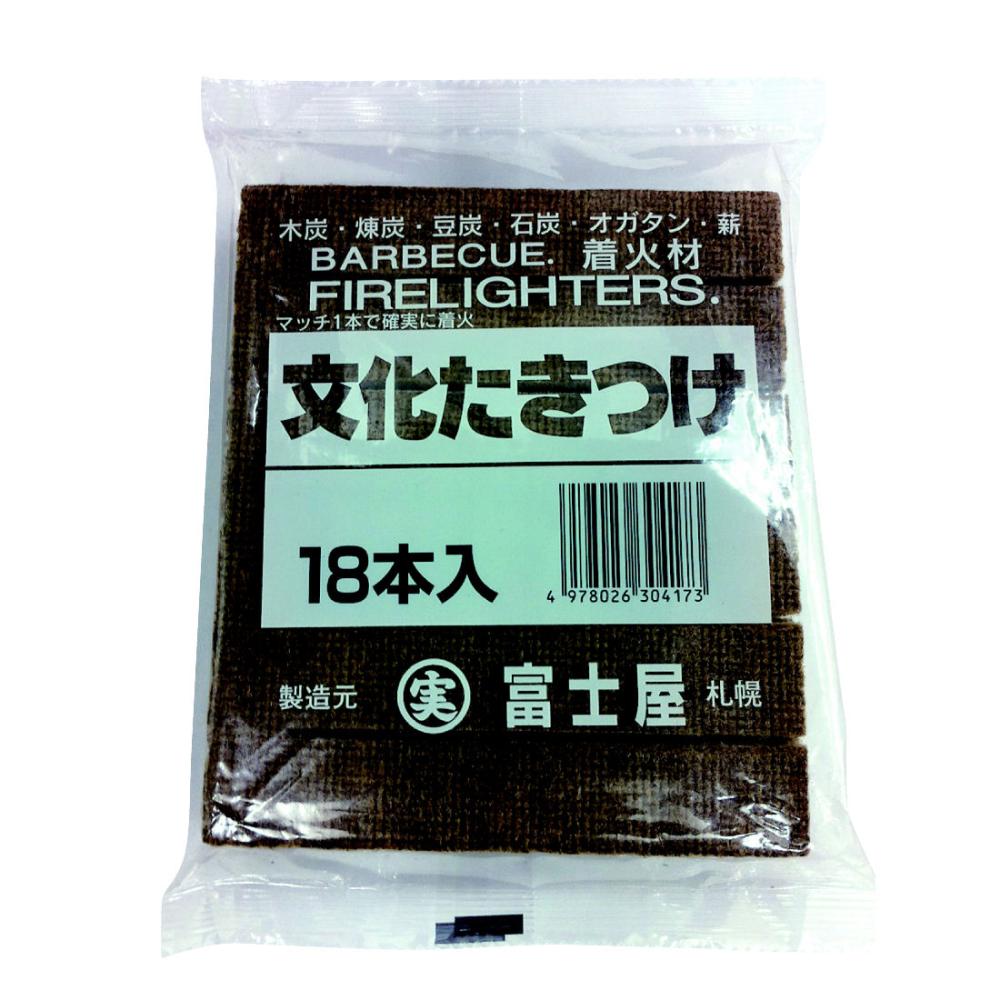 木炭・煉炭・豆炭・石炭・オガタン・薪
BARBECUE. 着火材
FIRELIGHTERS.
マッチ1本で確実に着火
文化たきつけ
18本入
4 978026 304173
製造元 実 富士屋 札幌